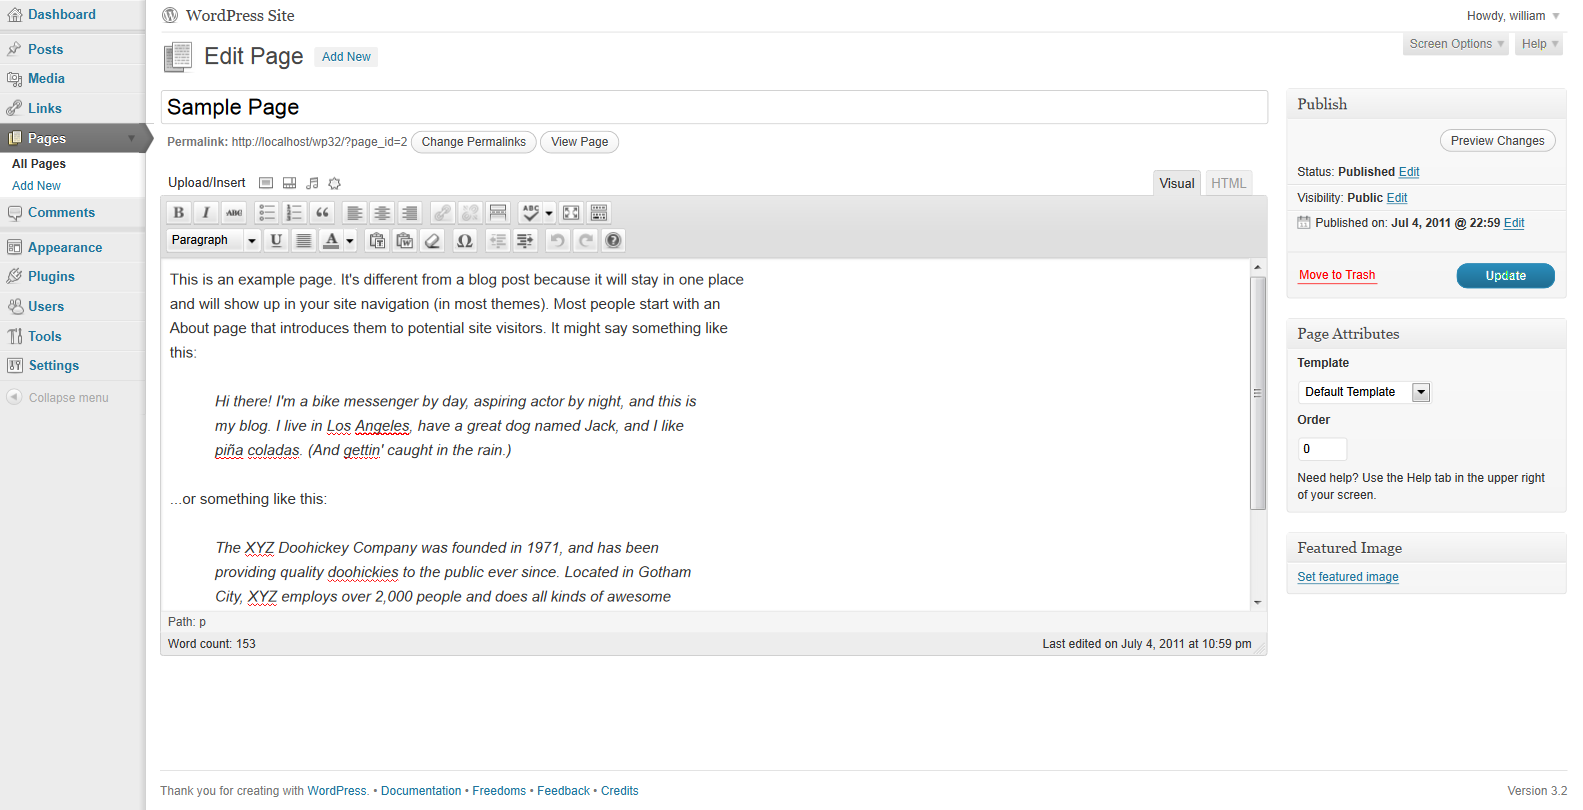 Dashboard
Posts
Media
Links
Pages
All Pages
Add New
Comments
Appearance
Plugins
Users
Tools
Settings
Collapse menu
WordPress Site
Howdy, william
Edit Page Add New
Screen Options Help
Sample Page
Permalink: http://localhost/wp32/?page_id=2 Change Permalinks View Page
Upload/Insert Visual HTML
B I ABC ABC
Paragraph U A Ω
This is an example page. It's different from a blog post because it will stay in one place
and will show up in your site navigation (in most themes). Most people start with an
About page that introduces them to potential site visitors. It might say something like
this:
Hi there! I'm a bike messenger by day, aspiring actor by night, and this is
my blog. I live in Los Angeles, have a great dog named Jack, and I like
piña coladas. (And gettin' caught in the rain.)
...or something like this:
The XYZ Doohickey Company was founded in 1971, and has been
providing quality doohickies to the public ever since. Located in Gotham
City, XYZ employs over 2,000 people and does all kinds of awesome
Path: p
Word count: 153 Last edited on July 4, 2011 at 10:59 pm
Publish
Preview Changes
Status: Published Edit
Visibility: Public Edit
Published on: Jul 4, 2011 @ 22:59 Edit
Move to Trash Update
Page Attributes
Template
Default Template
Order
0
Need help? Use the Help tab in the upper right
of your screen.
Featured Image
Set featured image
Thank you for creating with WordPress. • Documentation • Freedoms • Feedback • Credits
Version 3.2